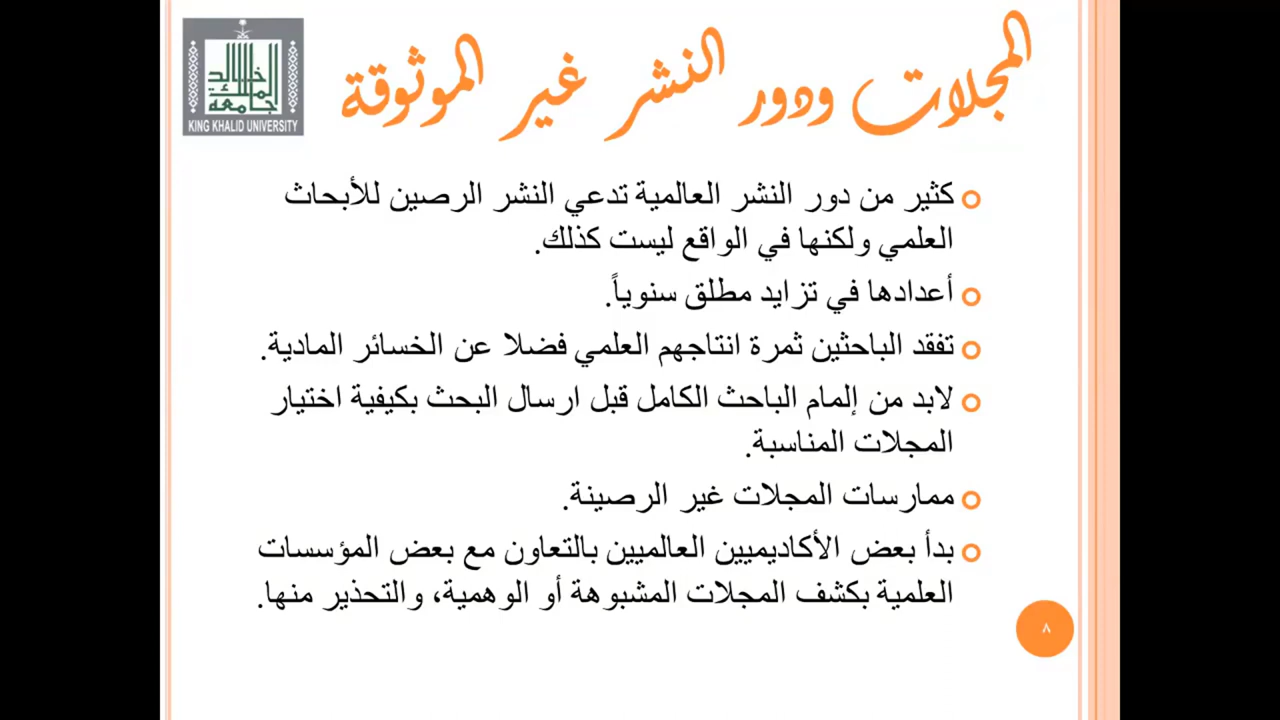 المجلات ودور النشر غير الموثوقة
جامعة الملك خالد
KING KHALID UNIVERSITY
كثير من دور النشر العالمية تدعي النشر الرصين للأبحاث
العلمي ولكنها في الواقع ليست كذلك.
أعدادها في تزايد مطلق سنوياً.
تفقد الباحثين ثمرة انتاجهم العلمي فضلا عن الخسائر المادية.
لابد من إلمام الباحث الكامل قبل ارسال البحث بكيفية اختيار
المجلات المناسبة.
ممارسات المجلات غير الرصينة.
بدأ بعض الأكاديميين العالميين بالتعاون مع بعض المؤسسات
العلمية بكشف المجلات المشبوهة أو الوهمية، والتحذير منها.
٨